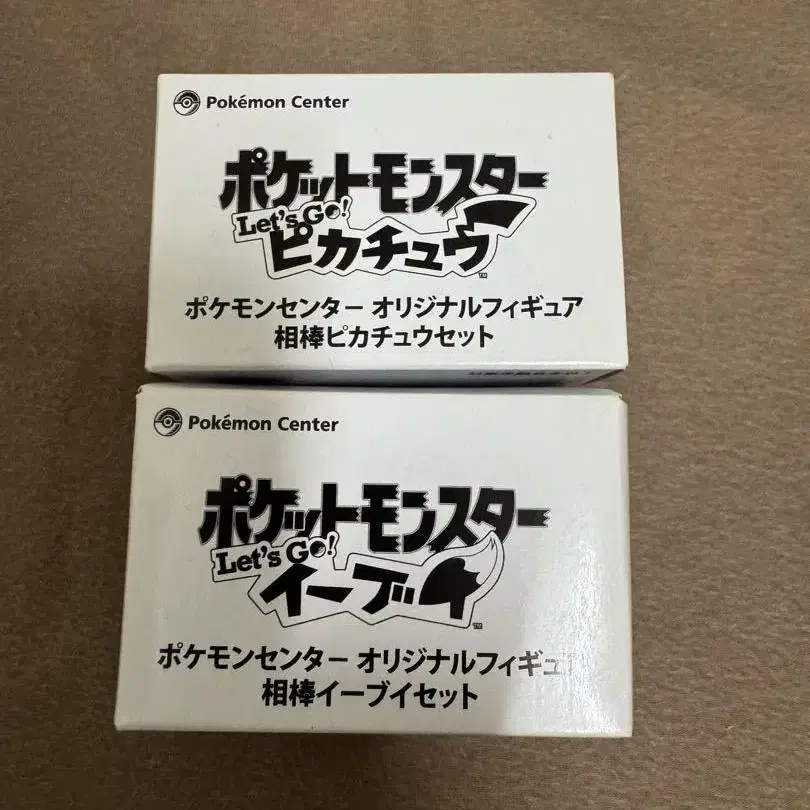 Pokémon Center
ポケットモンスター
Let's Go!
ピカチュウ
TM
ポケモンセンター オリジナルフィギュア
相棒ピカチュウセット
Pokémon Center
ポケットモンスター
Let's Go!
イーブイ
TM
ポケモンセンター オリジナルフィギュア
相棒イーブイセット